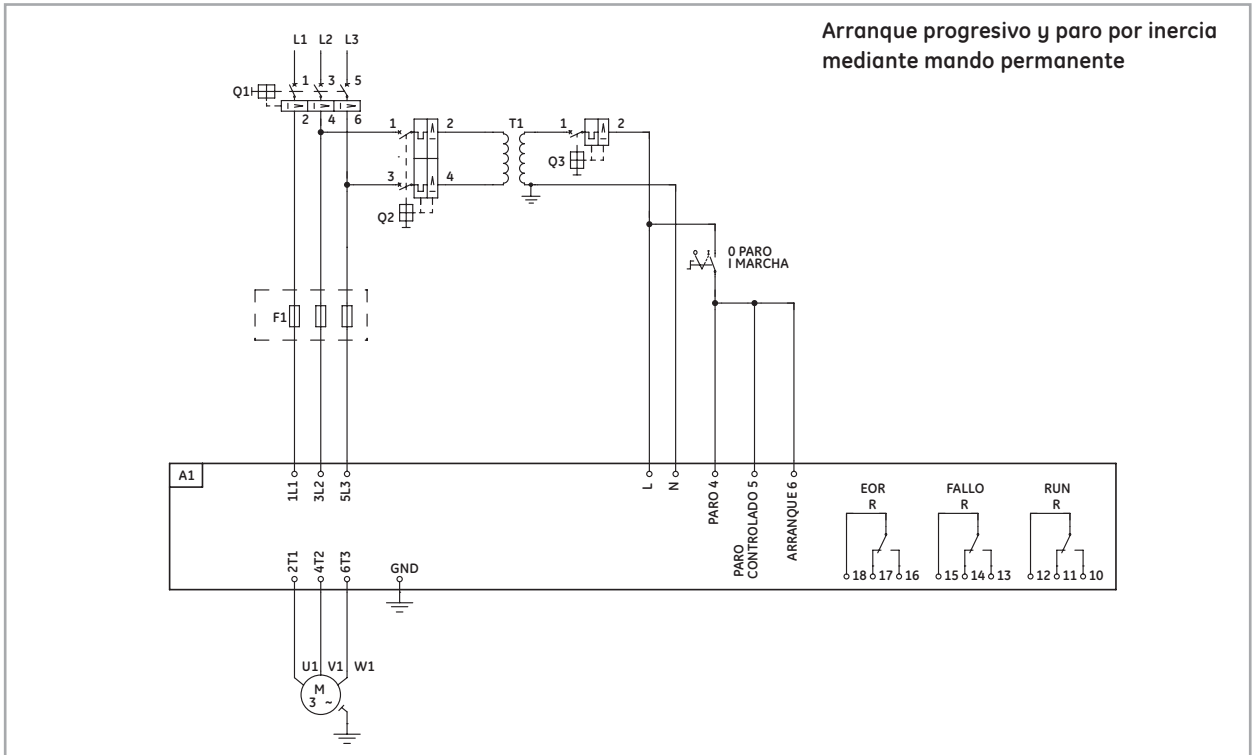 Arranque progresivo y paro por inercia
mediante mando permanente
L1 L2 L3
Q1
1 3 5
I> I> I>
2 4 6
1 2
3 4
Q2
T1
1 2
Q3
0 PARO
I MARCHA
F1
A1
1L1
3L2
5L3
L
N
PARO 4
PARO
CONTROLADO 5
ARRANQUE 6
EOR
R
FALLO
R
RUN
R
18 17 16
15 14 13
12 11 10
2T1
4T2
6T3
GND
U1 V1 W1
M
3 ~